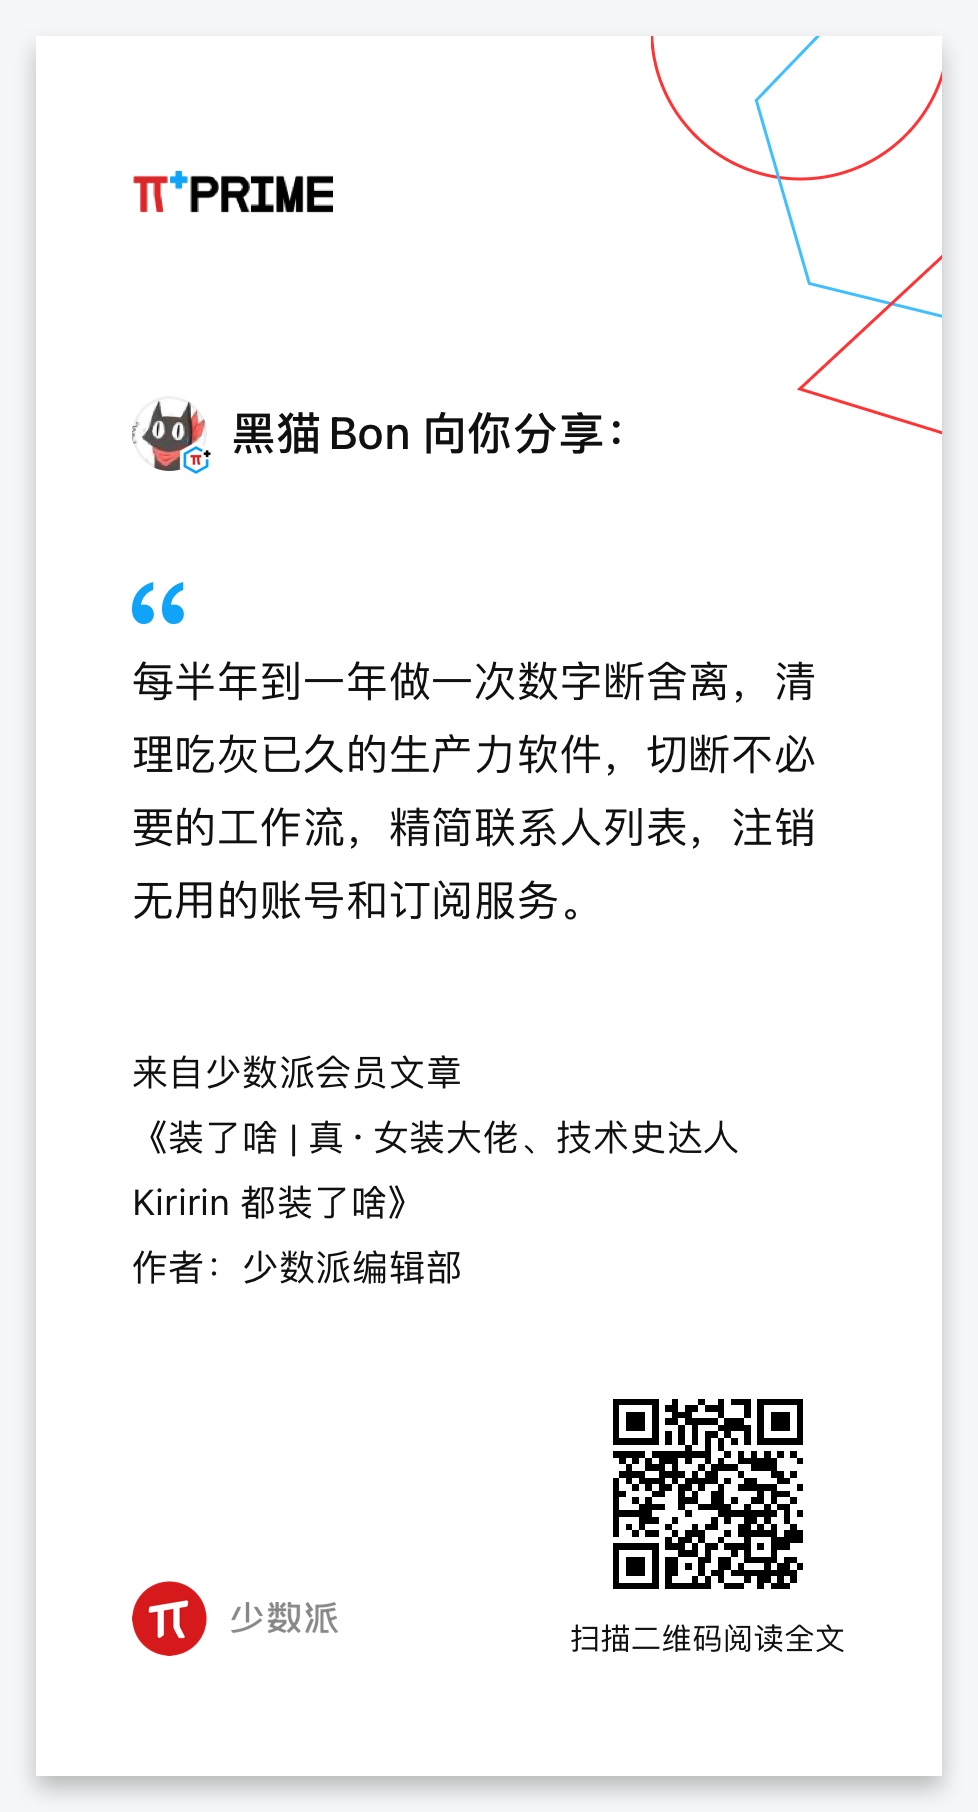 π+PRIME
黑猫Bon 向你分享：
“
每半年到一年做一次数字断舍离，清
理吃灰已久的生产力软件，切断不必
要的工作流，精简联系人列表，注销
无用的账号和订阅服务。
来自少数派会员文章
《装了啥 | 真 · 女装大佬、技术史达人
Kiririn 都装了啥》
作者：少数派编辑部
少数派
扫描二维码阅读全文